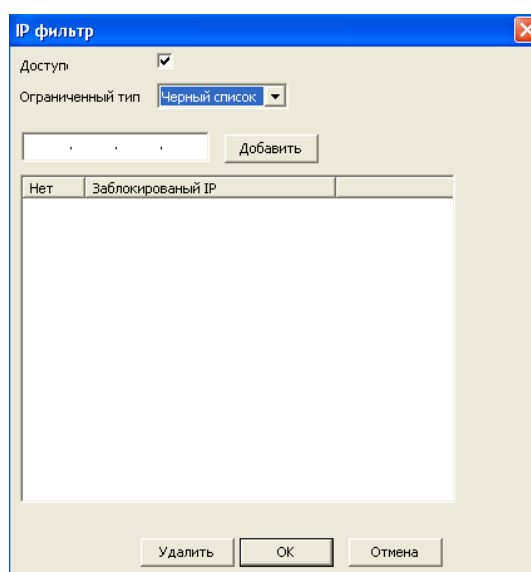 IP фильтр
Доступ
Ограниченный тип Черный список
. . . Добавить
Нет Заблокированый IP
Удалить OK Отмена